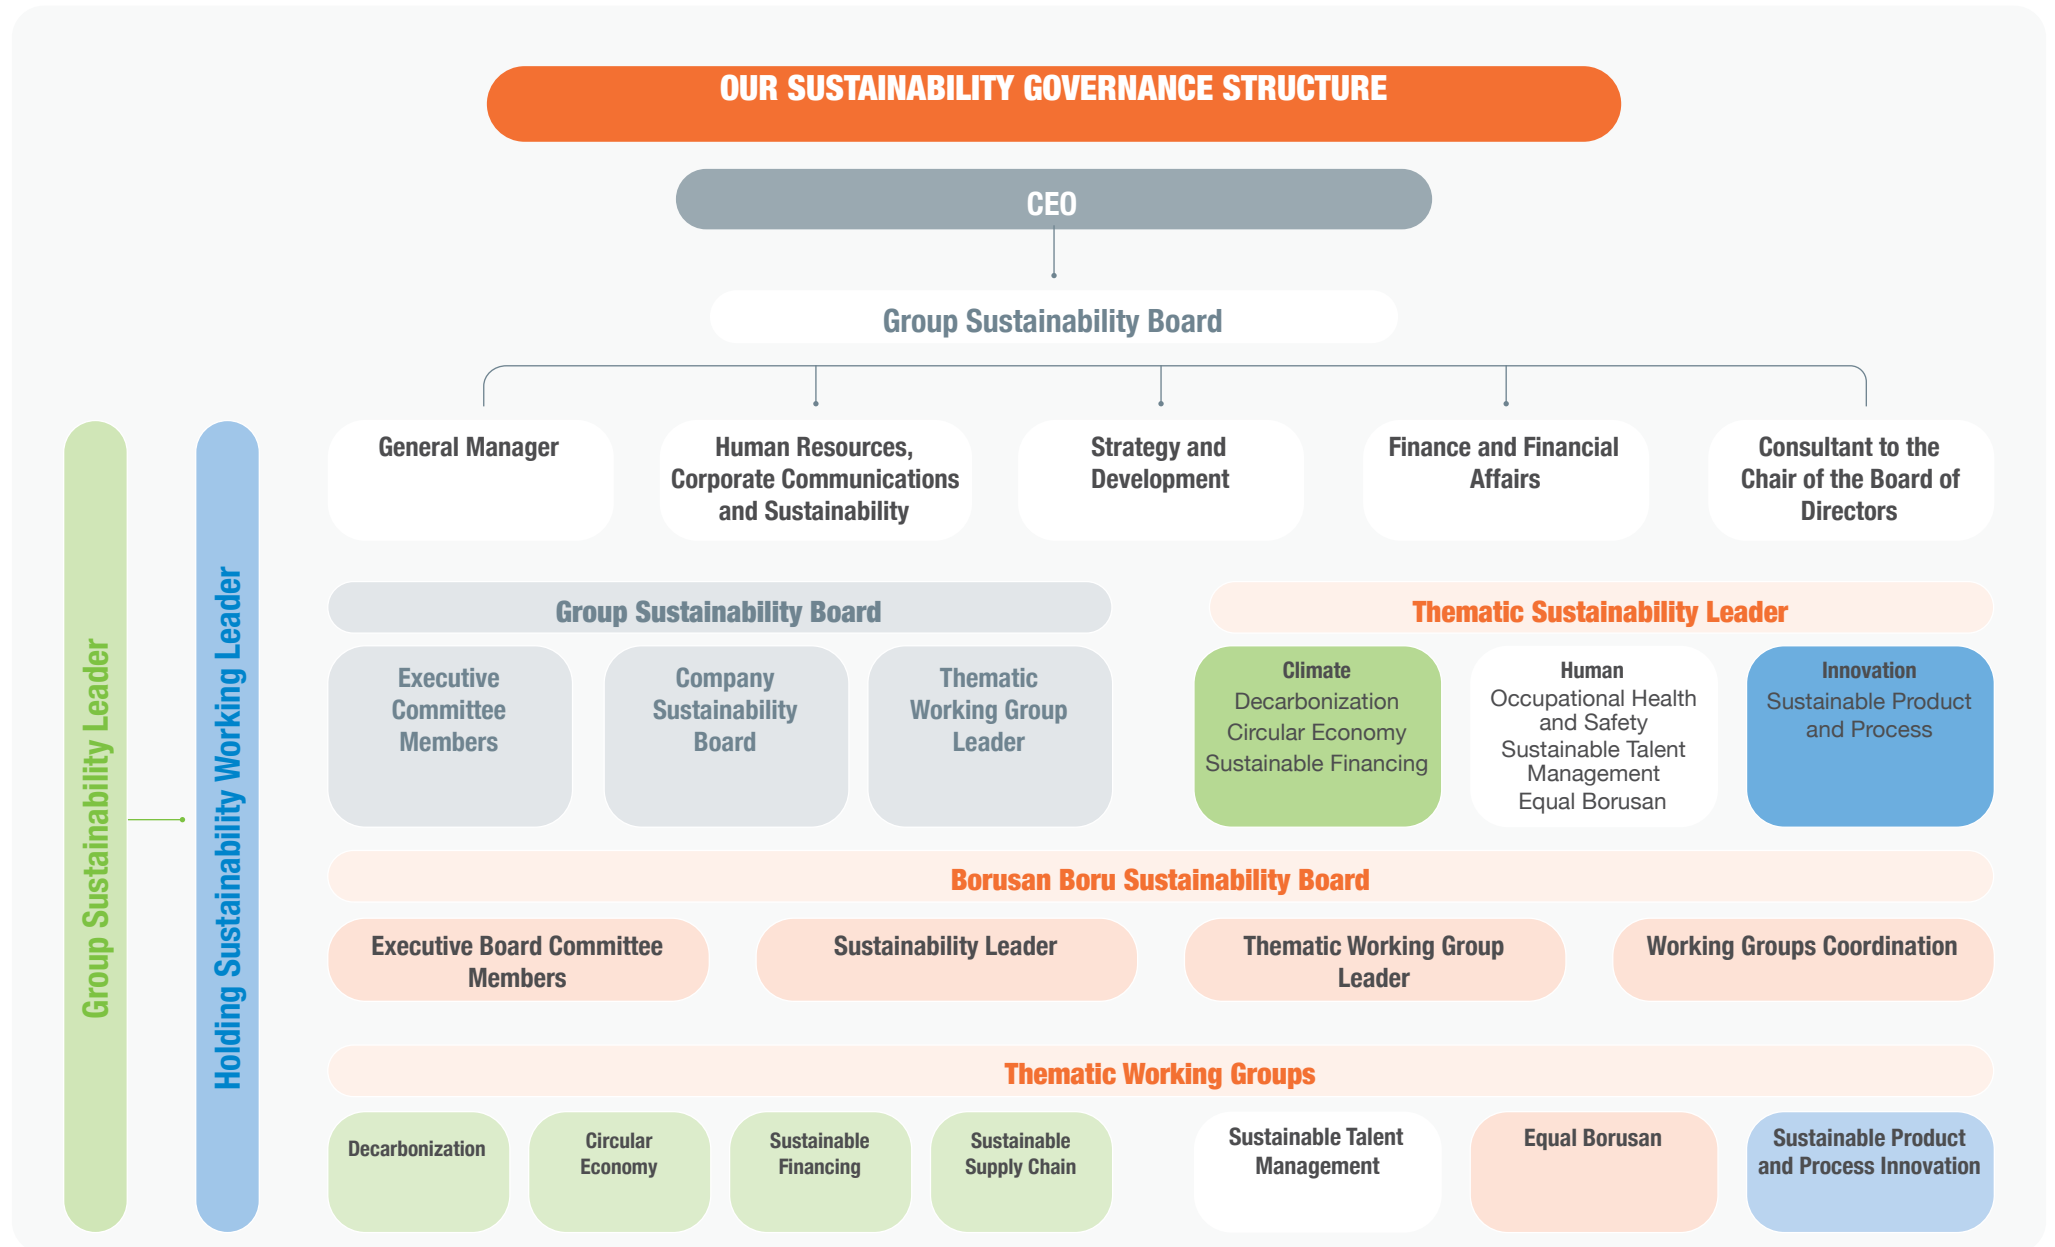 OUR SUSTAINABILITY GOVERNANCE STRUCTURE
CEO
Group Sustainability Board
General Manager
Human Resources,
Corporate Communications
and Sustainability
Strategy and
Development
Finance and Financial
Affairs
Consultant to the
Chair of the Board of
Directors
Group Sustainability Leader
Holding Sustainability Working Leader
Group Sustainability Board
Executive
Committee
Members
Company
Sustainability
Board
Thematic
Working Group
Leader
Thematic Sustainability Leader
Climate
Decarbonization
Circular Economy
Sustainable Financing
Human
Occupational Health
and Safety
Sustainable Talent
Management
Equal Borusan
Innovation
Sustainable Product
and Process
Borusan Boru Sustainability Board
Executive Board Committee
Members
Sustainability Leader
Thematic Working Group
Leader
Working Groups Coordination
Thematic Working Groups
Decarbonization
Circular
Economy
Sustainable
Financing
Sustainable
Supply Chain
Sustainable Talent
Management
Equal Borusan
Sustainable Product
and Process Innovation